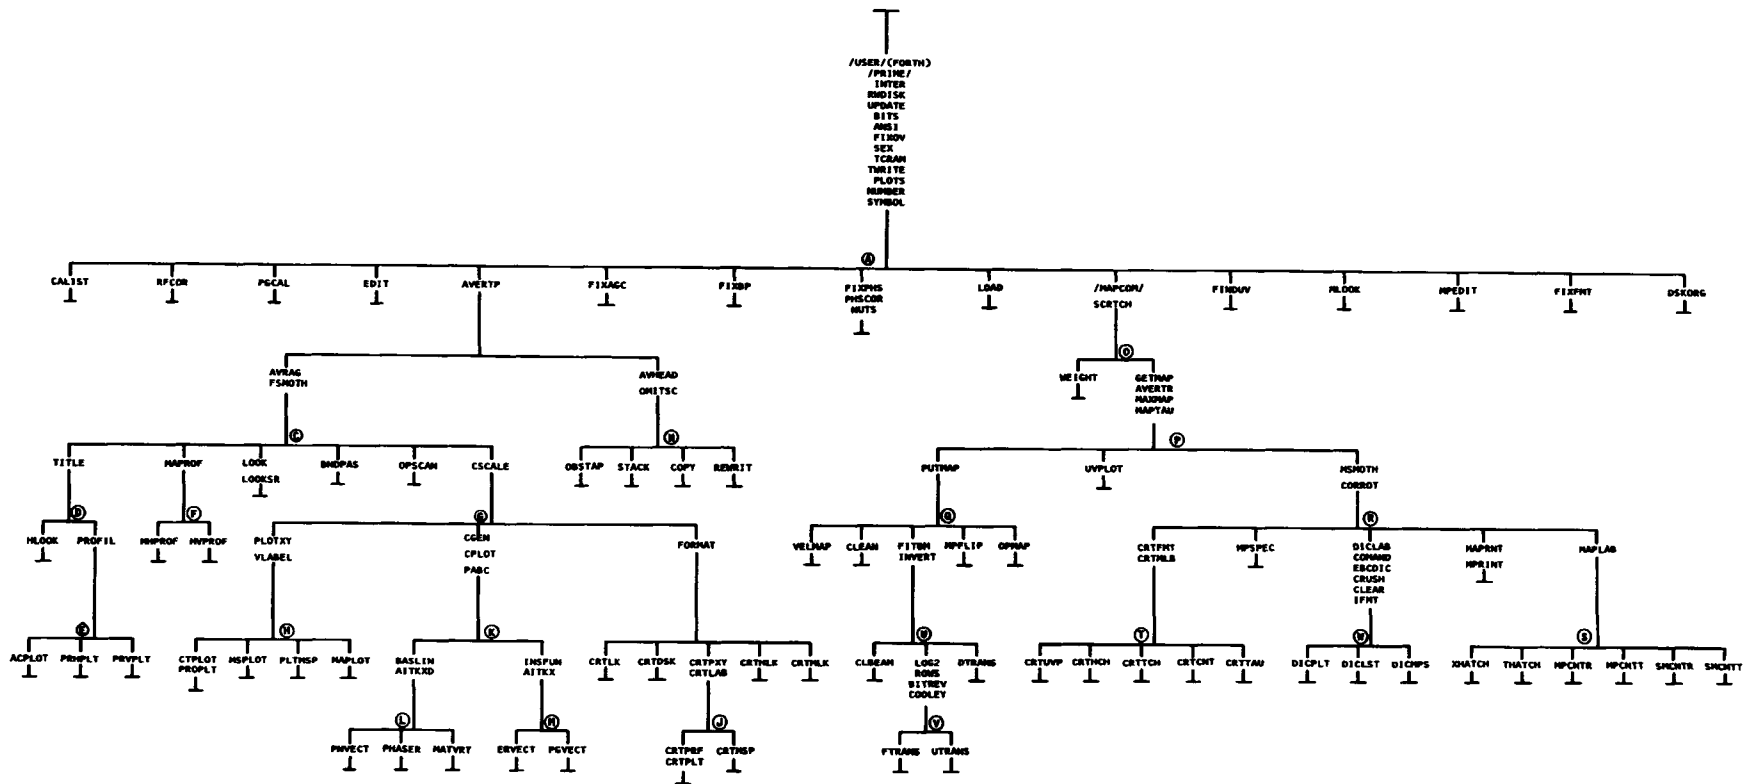 /USER/(FORTH)
/PRIME/
INTER
RWDISK
UPDATE
BITS
ANSI
FIXOV
SEX
TCRAM
TWRITE
PLOTS
NUMBER
SYMBOL
A
CALIST RFCOR PGCAL EDIT AVERTP FIXAGC FIXBP FIXPHS LOAD /MAPCOM/ FINDUV MLOOK MPEDIT FIXFMT DSKORG
PHSCOR SCRTCH
NUTS
O
AVRAG AVHEAD WEIGHT GETMAP
FSMOTH OMITSC AVERTR
MAXMAP
MAPTAU
C N P
TITLE MAPROF LOOK BNDPAS OPSCAN CSCALE OBSTAP STACK COPY REWRIT PUTMAP UVPLOT MSMOTH
LOOKSR CORROT
D F G Q R
MLOOK PROFIL MHPROF MVPROF PLOTXY CGEN FORMAT VELMAP CLEAN FITBM MPFLIP OPMAP CRTFMT MPSPEC DICLAB MAPRNT MAPLAB
VLABEL CPLOT INVERT CRTMLB COMAND MPRINT
PABC EBCDIC
CRUSH
CLEAR
IFMT
E H K U T W S
ACPLOT PRHPLT PRVPLT CTPLOT MSPLOT PLTMSP MAPLOT BASLIN INSFUN CRTLK CRTDSK CRTPXY CRTMLK CRTMLK CLBEAM LOG2 DTRANS CRTUVP CRTHCH CRTTCH CRTCNT CRTTAU DICPLT DICLST DICMPS XHATCH THATCH MPCNTR MPCNTT SMCNTR SMCNTT
PROPLT AITKXD AITKX CRTLAB ROWS
BITREV
COOLEY
L M J V
PHVECT PHASER MATVRT ERVECT PGVECT CRTPRF CRTMSP FTRANS UTRANS
CRTPLT